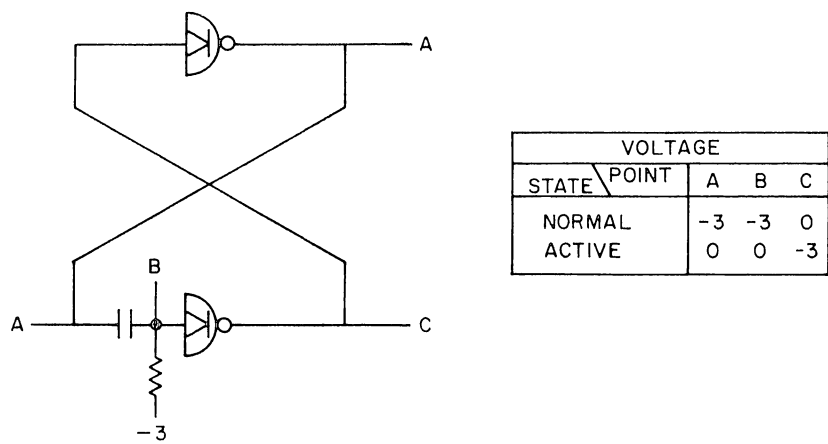 A
B
A
C
-3
VOLTAGE
STATE\POINT A B C
NORMAL -3 -3 0
ACTIVE 0 0 -3